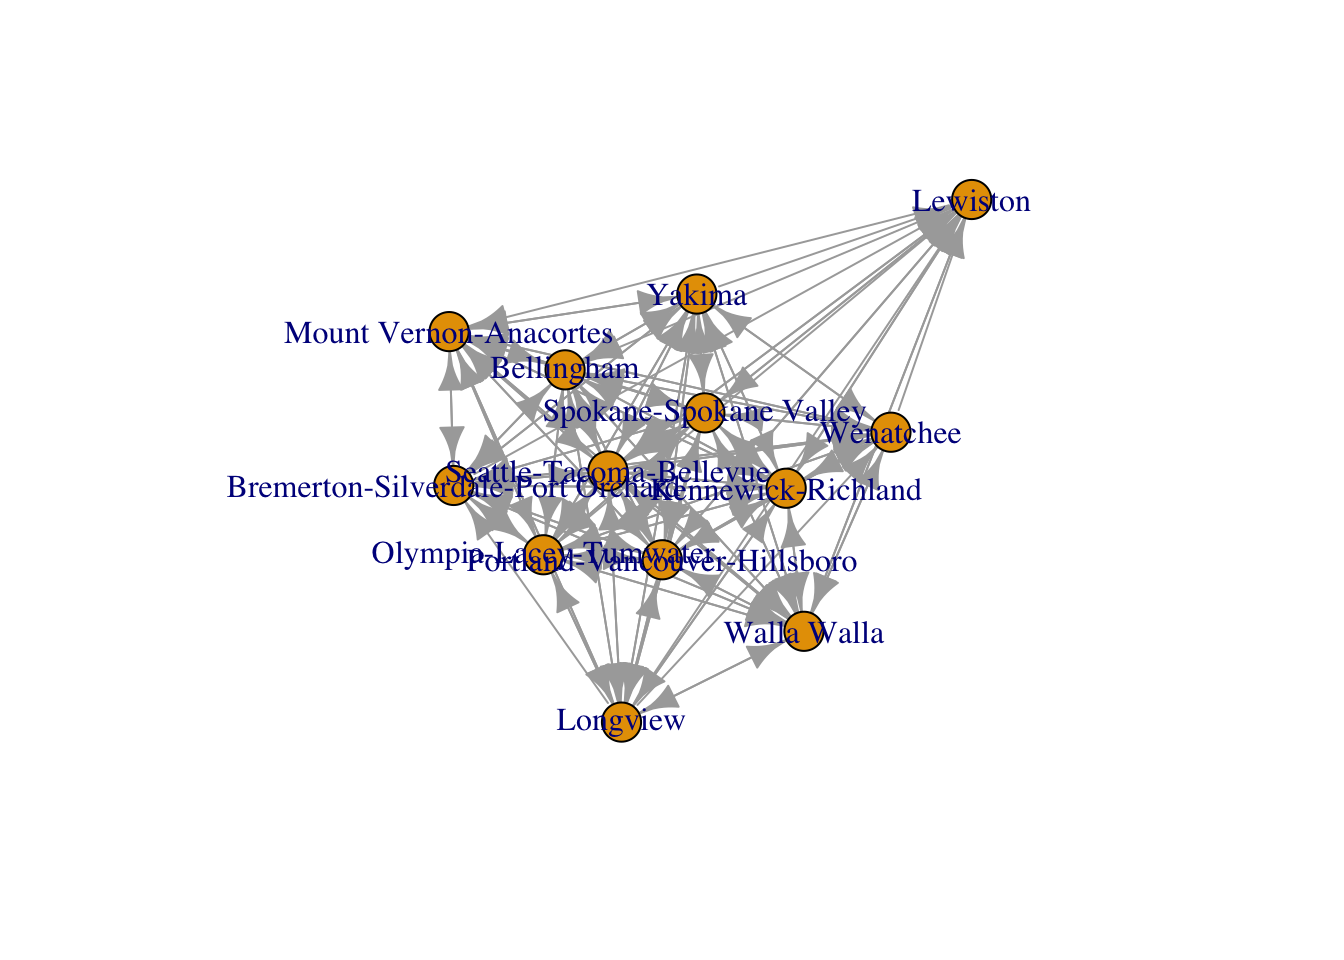 Lewiston
Yakima
Mount Vernon-Anacortes
Bellingham
Spokane-Spokane Valley
Wenatchee
Seattle-Tacoma-Bellevue
Bremerton-Silverdale-Port Orchard
Kennewick-Richland
Olympia-Lacey-Tumwater
Portland-Vancouver-Hillsboro
Walla Walla
Longview